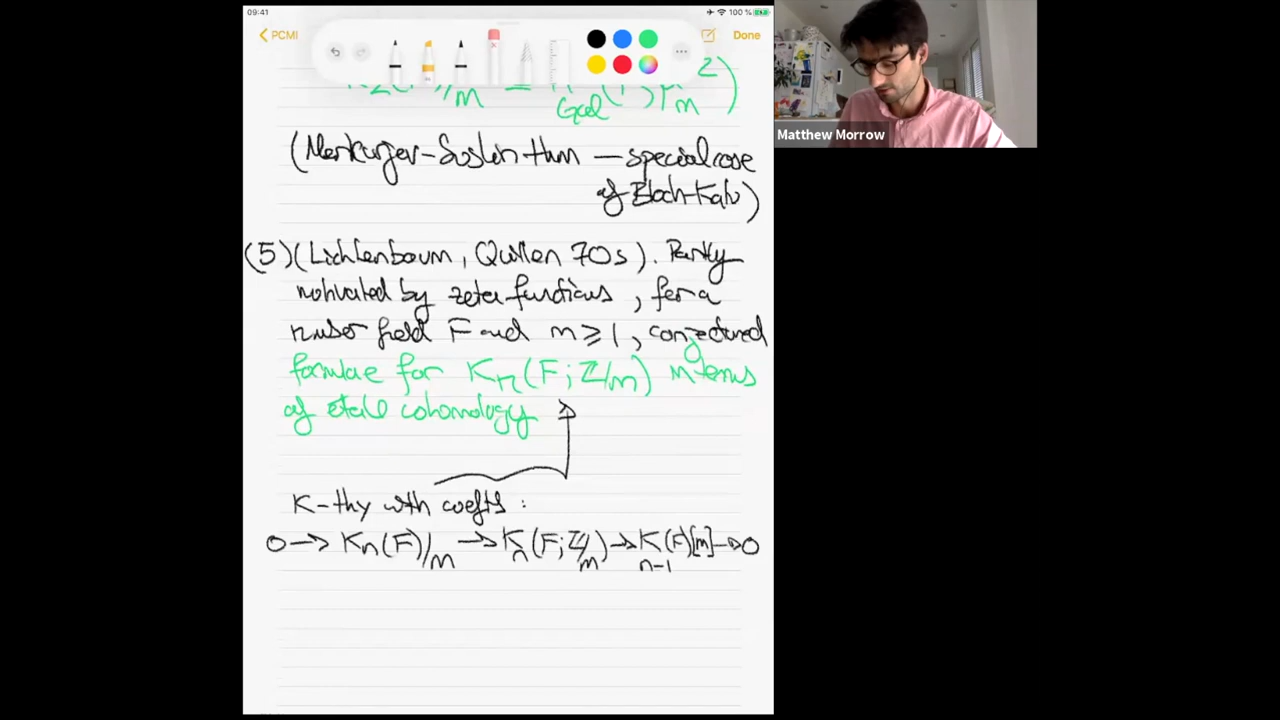 09:41
100 %
PCMI
Done
Matthew Morrow
Gal m
(Merkurjev-Suslin thm — special case
of Bloch-Kato)
(5) (Lichtenbaum, Quillen 70s). Partly
motivated by zeta functions, for a
number field F and m ≥ 1, conjectured
formulae for Kn(F; ℤ/m) in terms
of etale cohomology
K-thy with coeffs :
0 → Kn(F)/m → Kn(F; ℤ/m) → Kn-1(F)[m] → 0